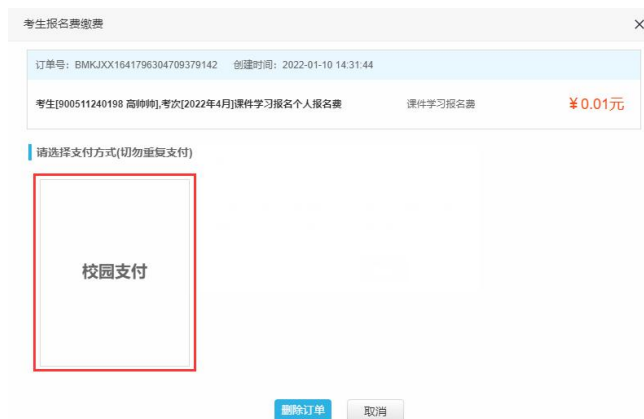 考生报名费缴费
订单号：BMKJXX1641796304709379142 创建时间：2022-01-10 14:31:44
考生[900511240198 高帅帅],考次[2022年4月]课件学习报名个人报名费 课件学习报名费 ￥0.01元
请选择支付方式(切勿重复支付)
校园支付
删除订单 取消